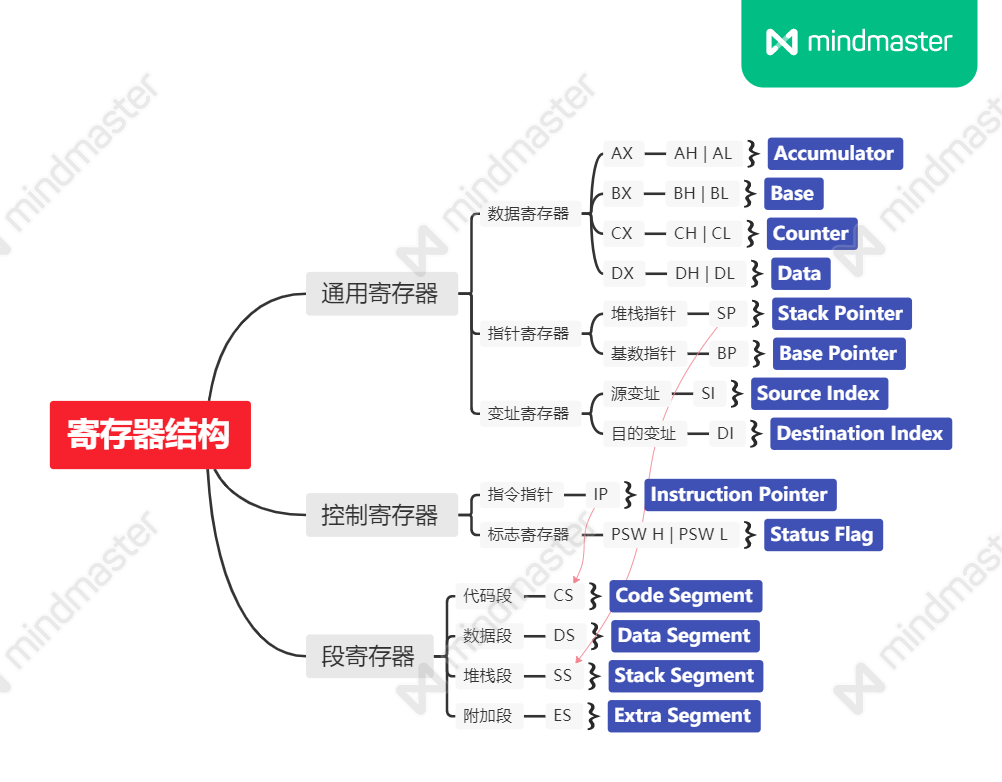 mindmaster
寄存器结构
通用寄存器
数据寄存器
AX
AH | AL
Accumulator
BX
BH | BL
Base
CX
CH | CL
Counter
DX
DH | DL
Data
指针寄存器
堆栈指针
SP
Stack Pointer
基数指针
BP
Base Pointer
变址寄存器
源变址
SI
Source Index
目的变址
DI
Destination Index
控制寄存器
指令指针
IP
Instruction Pointer
标志寄存器
PSW H | PSW L
Status Flag
段寄存器
代码段
CS
Code Segment
数据段
DS
Data Segment
堆栈段
SS
Stack Segment
附加段
ES
Extra Segment
mindmaster
mindmaster
mindmaster
mindmaster
mindmaster
mindmaster